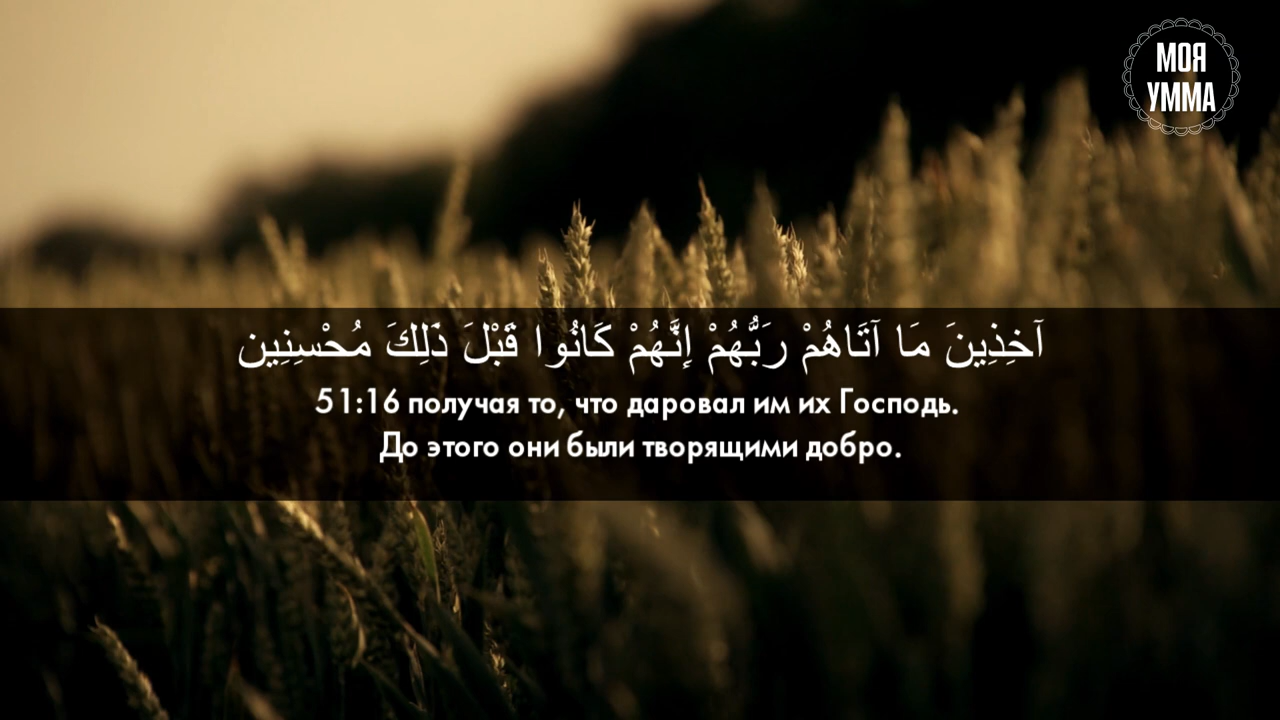 МОЯ
УММА
آخِذِينَ مَا آتَاهُمْ رَبُّهُمْ إِنَّهُمْ كَانُوا قَبْلَ ذَلِكَ مُحْسِنِين
51:16 получая то, что даровал им их Господь.
До этого они были творящими добро.